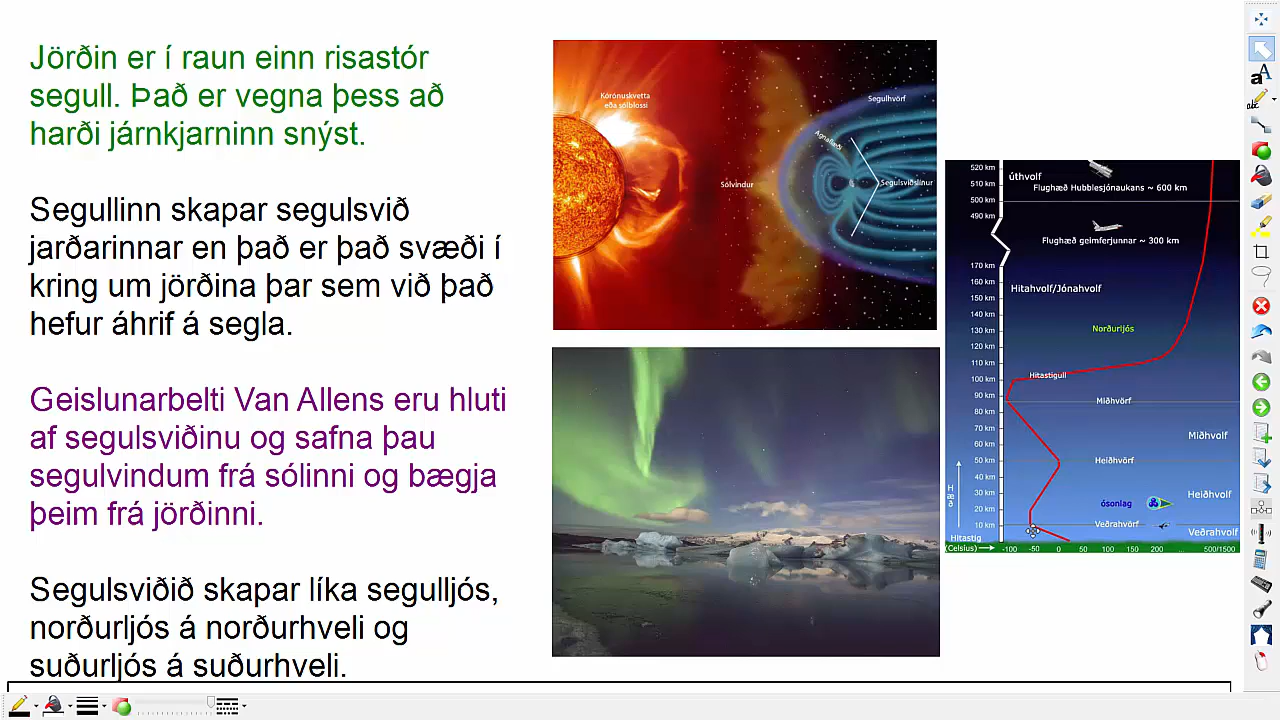 Jörðin er í raun einn risastór
segull. Það er vegna þess að
harði járnkjarninn snýst.
Segullinn skapar segulsvið
jarðarinnar en það er það svæði í
kring um jörðina þar sem við það
hefur áhrif á segla.
Geislunarbelti Van Allens eru hluti
af segulsviðinu og safna þau
segulvindum frá sólinni og bægja
þeim frá jörðinni.
Segulsviðið skapar líka segulljós,
norðurljós á norðurhveli og
suðurljós á suðurhveli.
Kórónuskvetta
eða sólblossi
Segulhvörf
Agnaflæði
Sólvindur
Segulsviðslínur
520 km
úthvolf
510 km
Flughæð Hubblesjónaukans ~ 600 km
500 km
490 km
Flughæð geimferjunnar ~ 300 km
170 km
160 km
Hitahvolf/Jónahvolf
150 km
140 km
130 km
Norðurijós
120 km
110 km
100 km
Hitastigull
90 km
Miðhvörf
80 km
70 km
Miðhvolf
60 km
50 km
Heiðhvörf
40 km
30 km
Heiðhvolf
20 km
ósonlag
10 km
Veðrahvörf
Veðrahvolf
Hæð
Hitastig
(Celsius)
-100 -50 0 50 100 150 200 ... 500/1500